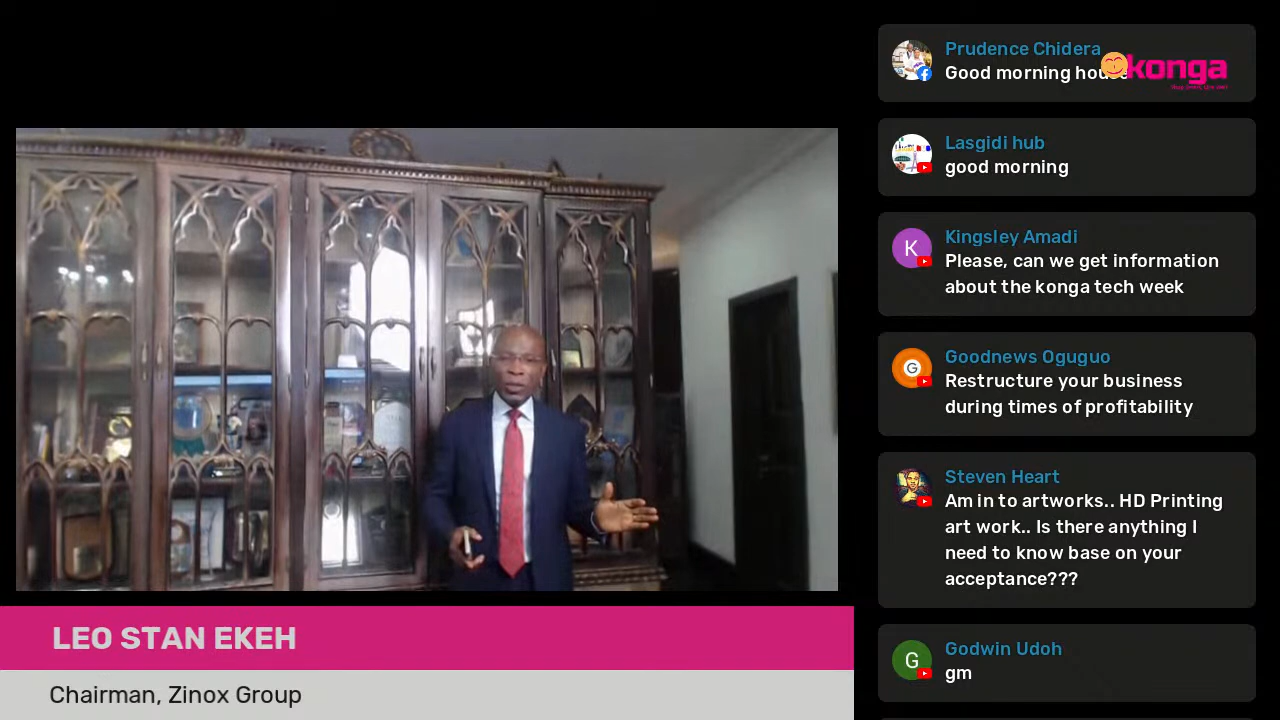 Prudence Chidera
Good morning
konga
Lasgidi hub
good morning
Kingsley Amadi
Please, can we get information
about the konga tech week
Goodnews Oguguo
Restructure your business
during times of profitability
Steven Heart
Am in to artworks.. HD Printing
art work.. Is there anything I
need to know base on your
acceptance???
Godwin Udoh
gm
LEO STAN EKEH
Chairman, Zinox Group